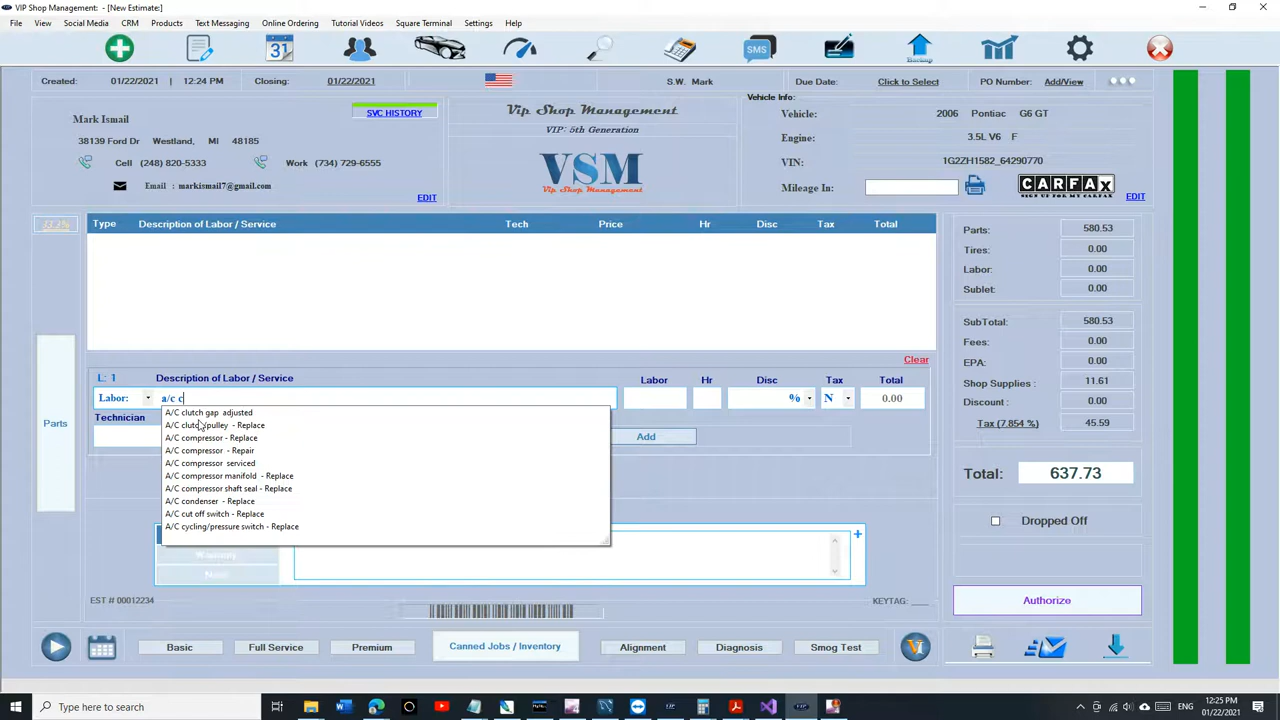 VIP Shop Management: - [New Estimate:]
File View Social Media CRM Products Text Messaging Online Ordering Tutorial Videos Square Terminal Settings Help
31 SMS Backup
Created: 01/22/2021 | 12:24 PM Closing: 01/22/2021 S.W. Mark Due Date: Click to Select PO Number: Add/View
Mark Ismail
SVC HISTORY
38139 Ford Dr Westland, MI 48185
Cell (248) 820-5333 Work (734) 729-6555
Email : markismail7@gmail.com
EDIT
Vip Shop Management
VIP: 5th Generation
VSM
Vip Shop Management
Vehicle Info:
Vehicle: 2006 Pontiac G6 GT
Engine: 3.5L V6 F
VIN: 1G2ZH1582_64290770
Mileage In:
CARFAX
SIGN UP FOR MY CARFAX
EDIT
Type Description of Labor / Service Tech Price Hr Disc Tax Total
Clear
L: 1 Description of Labor / Service Labor Hr Disc Tax Total
Labor: a/c c % N 0.00
Technician
Add
A/C clutch gap adjusted
A/C clutch/pulley - Replace
A/C compressor - Replace
A/C compressor - Repair
A/C compressor serviced
A/C compressor manifold - Replace
A/C compressor shaft seal - Replace
A/C condenser - Replace
A/C cut off switch - Replace
A/C cycling/pressure switch - Replace
Parts
Warranty
+
EST # 00012234
KEYTAG: ___
Parts: 580.53
Tires: 0.00
Labor: 0.00
Sublet: 0.00
SubTotal: 580.53
Fees: 0.00
EPA: 0.00
Shop Supplies : 11.61
Discount : 0.00
Tax (7.854 %) 45.59
Total: 637.73
Dropped Off
Authorize
Basic Full Service Premium Canned Jobs / Inventory Alignment Diagnosis Smog Test
Type here to search
ENG
12:25 PM
01/22/2021